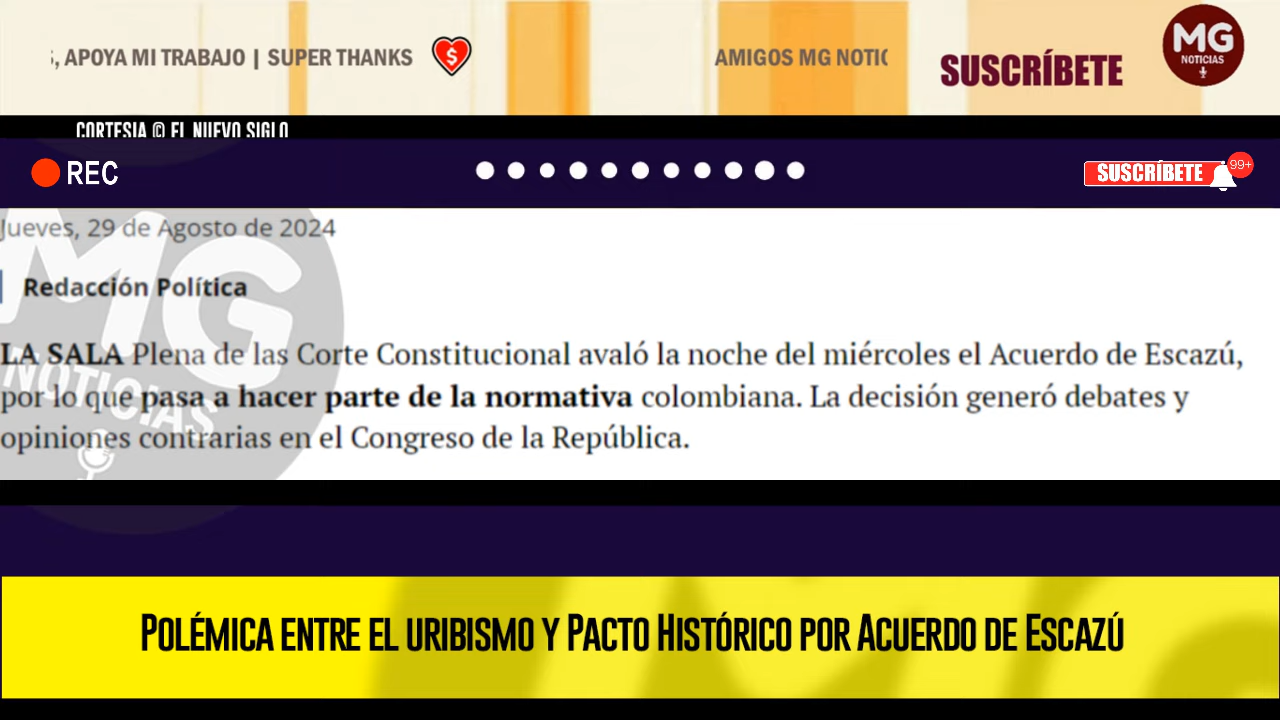 , APOYA MI TRABAJO | SUPER THANKS
$
AMIGOS MG NOTIC
SUSCRÍBETE
MG
NOTICIAS
CORTESIA © EL NUEVO SIGLO
REC
SUSCRÍBETE
99+
Jueves, 29 de Agosto de 2024
Redacción Política
LA SALA Plena de las Corte Constitucional avaló la noche del miércoles el Acuerdo de Escazú,
por lo que pasa a hacer parte de la normativa colombiana. La decisión generó debates y
opiniones contrarias en el Congreso de la República.
MG
NOTICIAS
POLÉMICA ENTRE EL URIBISMO Y PACTO HISTÓRICO POR ACUERDO DE ESCAZÚ